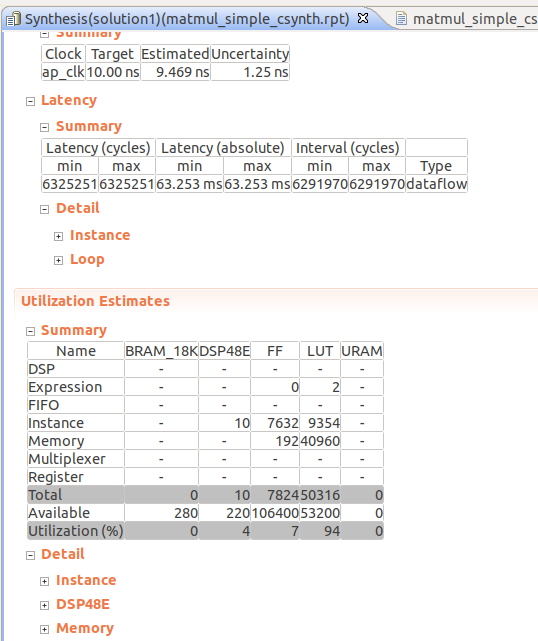 Synthesis(solution1)(matmul_simple_csynth.rpt) matmul_simple_cs
Summary
Clock Target Estimated Uncertainty
ap_clk 10.00 ns 9.469 ns 1.25 ns
Latency
Summary
Latency (cycles) Latency (absolute) Interval (cycles)
min max min max min max Type
6325251 6325251 63.253 ms 63.253 ms 6291970 6291970 dataflow
Detail
Instance
Loop
Utilization Estimates
Summary
Name BRAM_18K DSP48E FF LUT URAM
DSP - - - - -
Expression - - 0 2 -
FIFO - - - - -
Instance - 10 7632 9354 -
Memory - - 192 40960 -
Multiplexer - - - - -
Register - - - - -
Total 0 10 7824 50316 0
Available 280 220 106400 53200 0
Utilization (%) 0 4 7 94 0
Detail
Instance
DSP48E
Memory